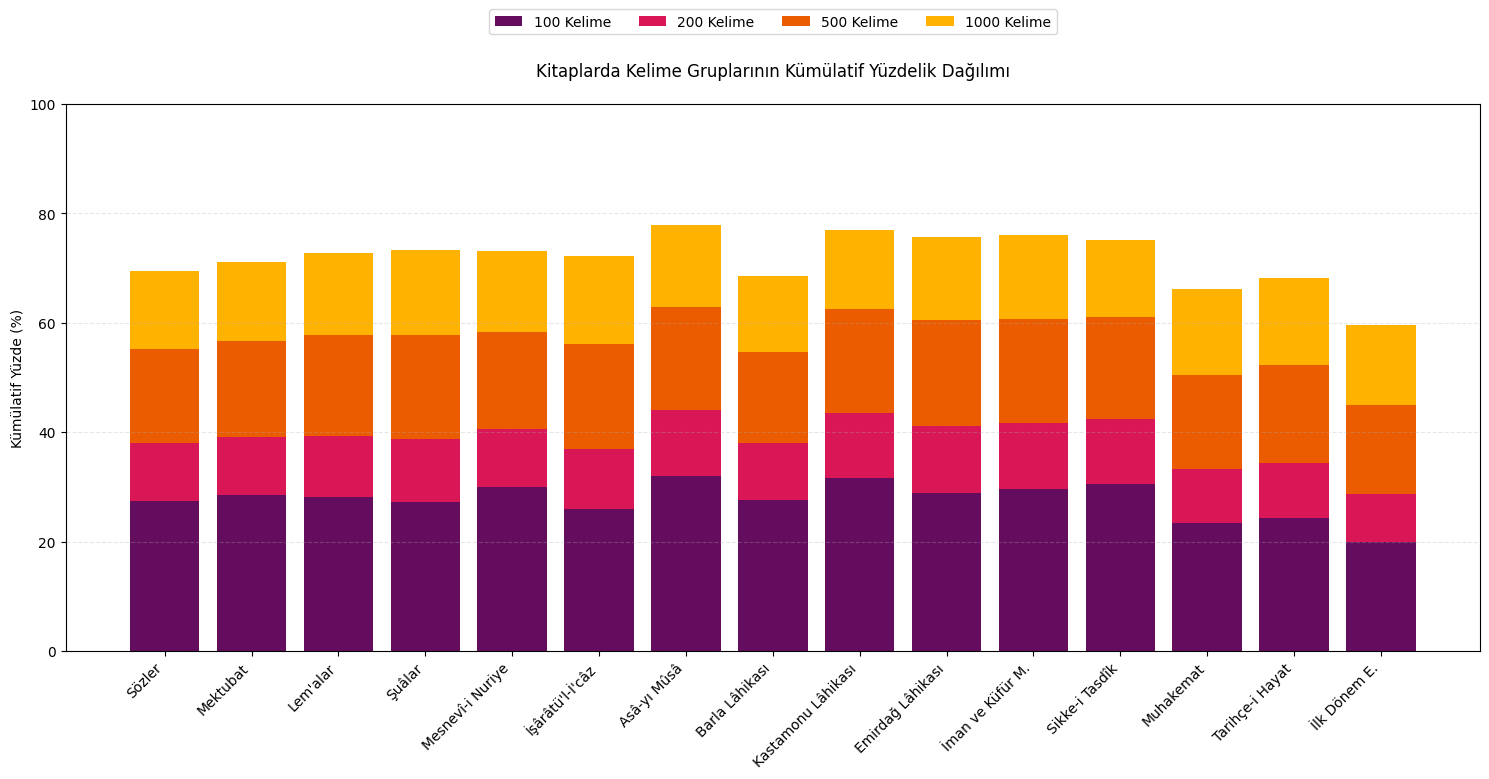 100 Kelime 200 Kelime 500 Kelime 1000 Kelime
Kitaplarda Kelime Gruplarının Kümülatif Yüzdelik Dağılımı
Kümülatif Yüzde (%)
100
80
60
40
20
0
Sözler
Mektubat
Lem'alar
Şuâlar
Mesnevî-i Nuriye
İşârâtü'l-İ'câz
Asâ-yı Mûsâ
Barla Lâhikası
Kastamonu Lâhikası
Emirdağ Lâhikası
İman ve Küfür M.
Sikke-i Tasdîk
Muhakemat
Tarihçe-i Hayat
İlk Dönem E.